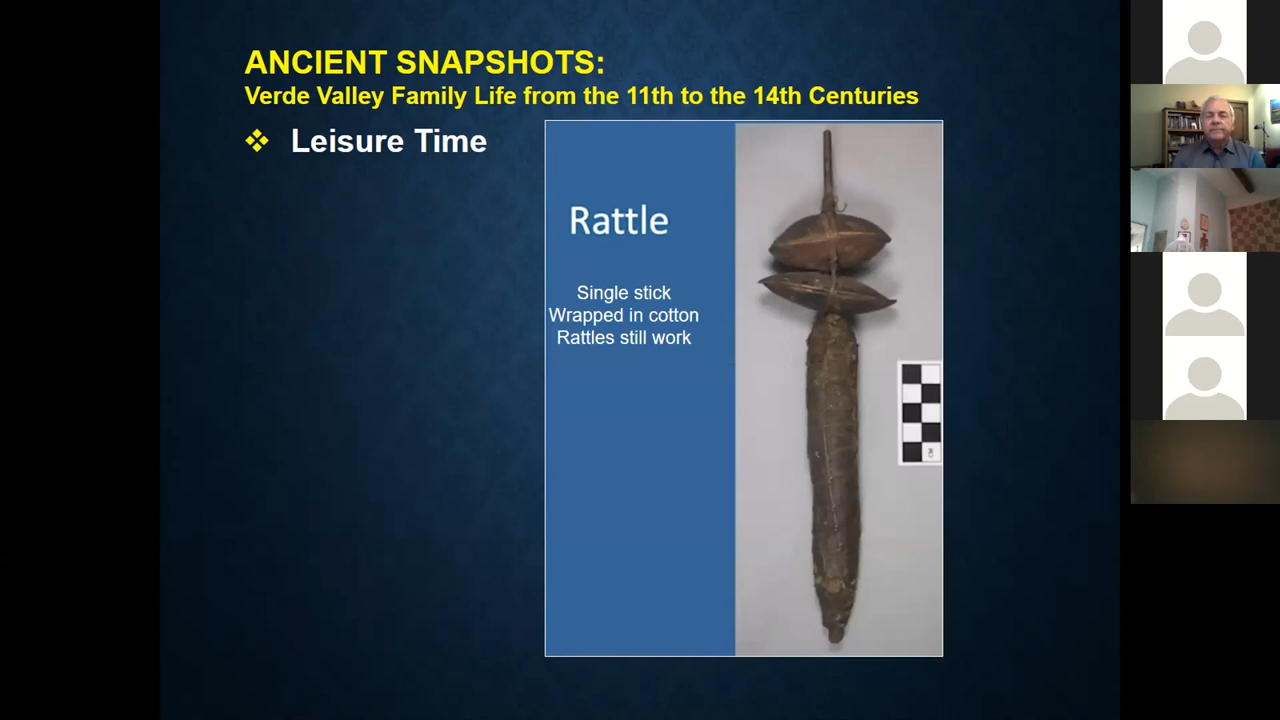 ANCIENT SNAPSHOTS:
Verde Valley Family Life from the 11th to the 14th Centuries
Leisure Time
Rattle
Single stick
Wrapped in cotton
Rattles still work
CM